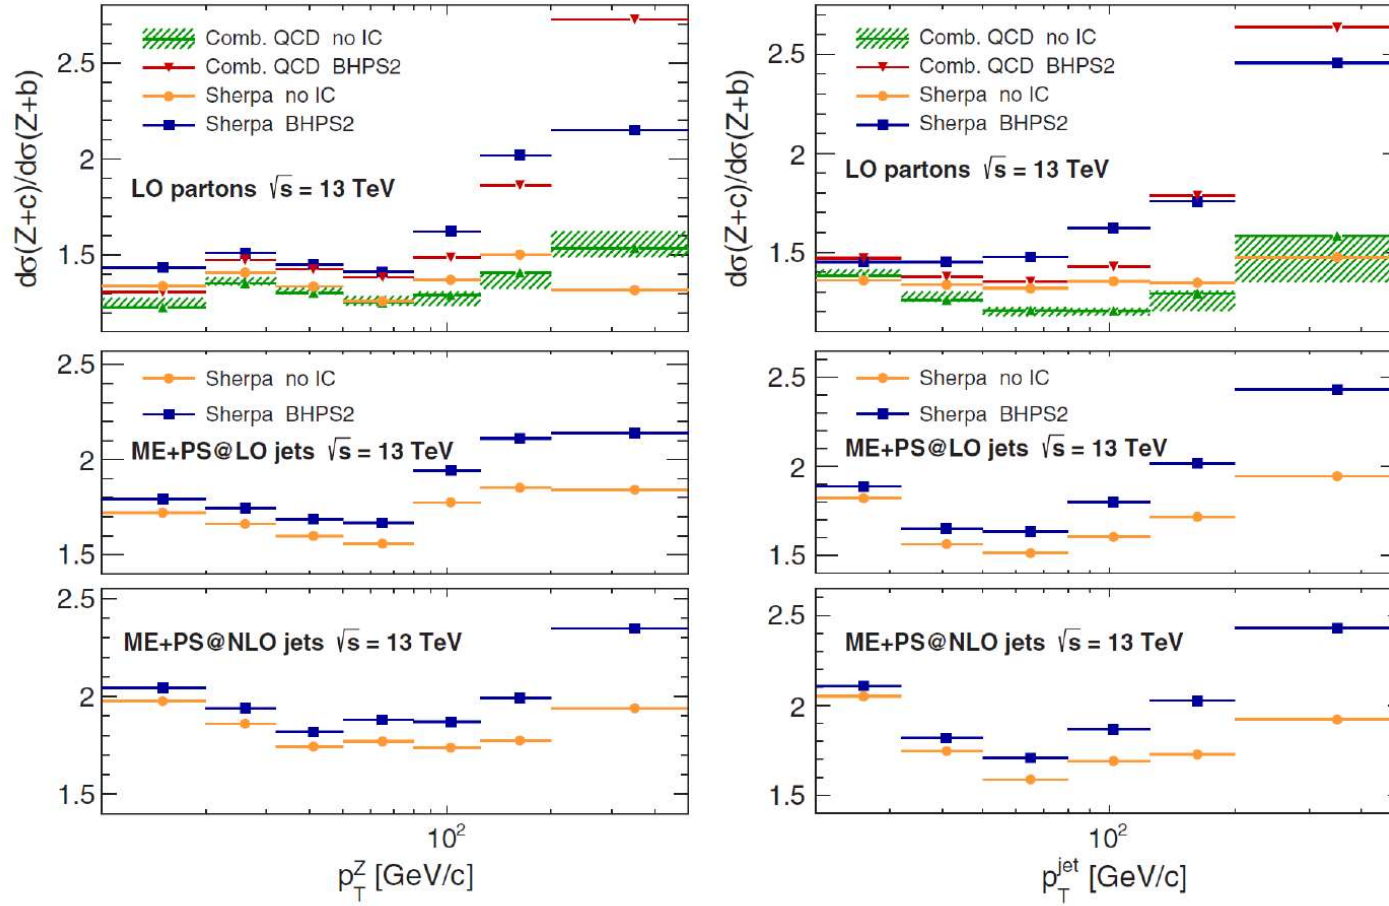 dσ(Z+c)/dσ(Z+b)
2.5
2
1.5
Comb. QCD no IC
Comb. QCD BHPS2
Sherpa no IC
Sherpa BHPS2
LO partons √s = 13 TeV
2.5
2
1.5
Sherpa no IC
Sherpa BHPS2
ME+PS@LO jets √s = 13 TeV
2.5
2
1.5
ME+PS@NLO jets √s = 13 TeV
10²
p_T^Z [GeV/c]
dσ(Z+c)/dσ(Z+b)
2.5
2
1.5
Comb. QCD no IC
Comb. QCD BHPS2
Sherpa no IC
Sherpa BHPS2
LO partons √s = 13 TeV
2.5
2
1.5
Sherpa no IC
Sherpa BHPS2
ME+PS@LO jets √s = 13 TeV
2.5
2
1.5
ME+PS@NLO jets √s = 13 TeV
10²
p_T^jet [GeV/c]